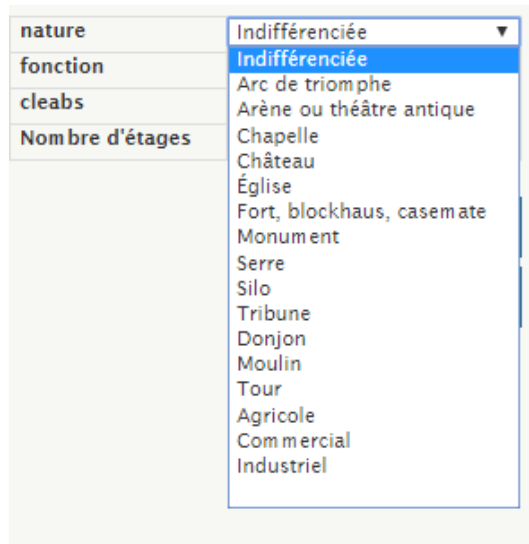 nature Indifférenciée ▼
fonction
cleabs
Nombre d'étages
Indifférenciée
Arc de triomphe
Arène ou théâtre antique
Chapelle
Château
Église
Fort, blockhaus, casemate
Monument
Serre
Silo
Tribune
Donjon
Moulin
Tour
Agricole
Commercial
Industriel